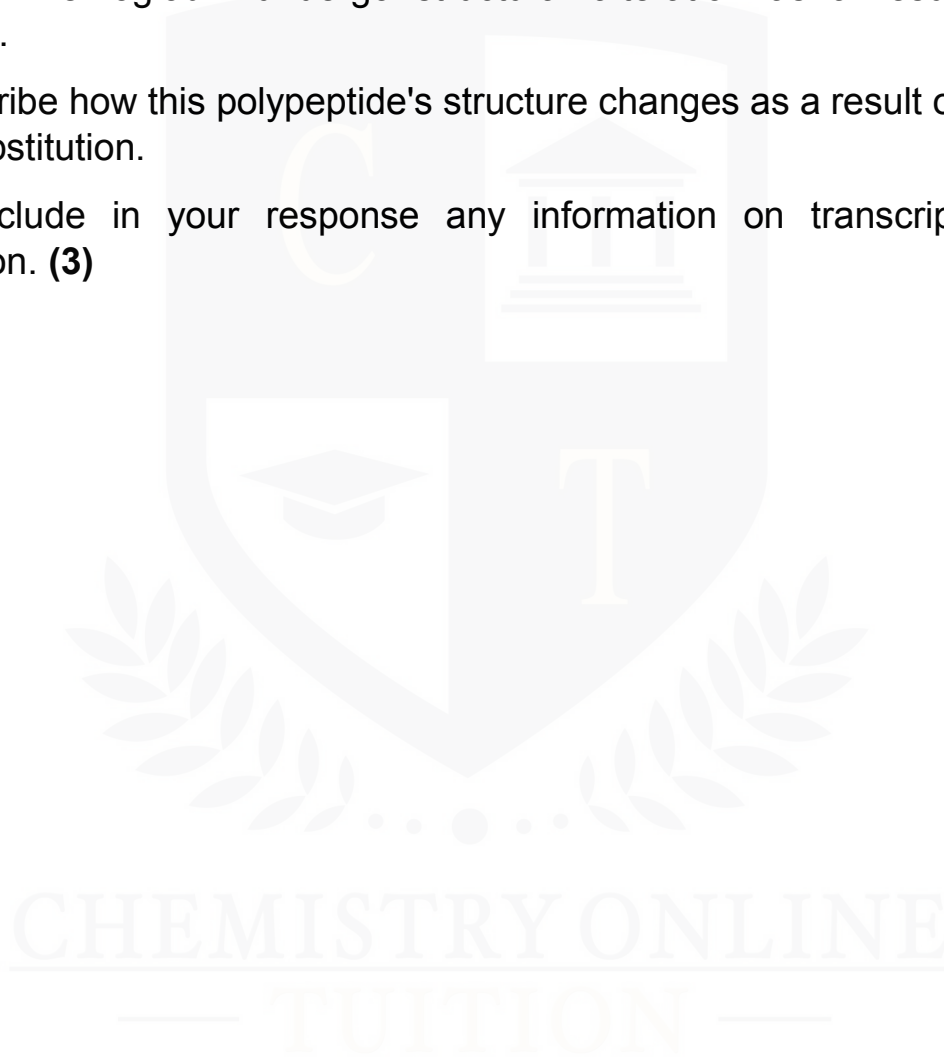 .
ribe how this polypeptide's structure changes as a result o
ostitution.
clude in your response any information on transcrip
on. (3)
C
T
CHEMISTRY ONLINE
TUITION